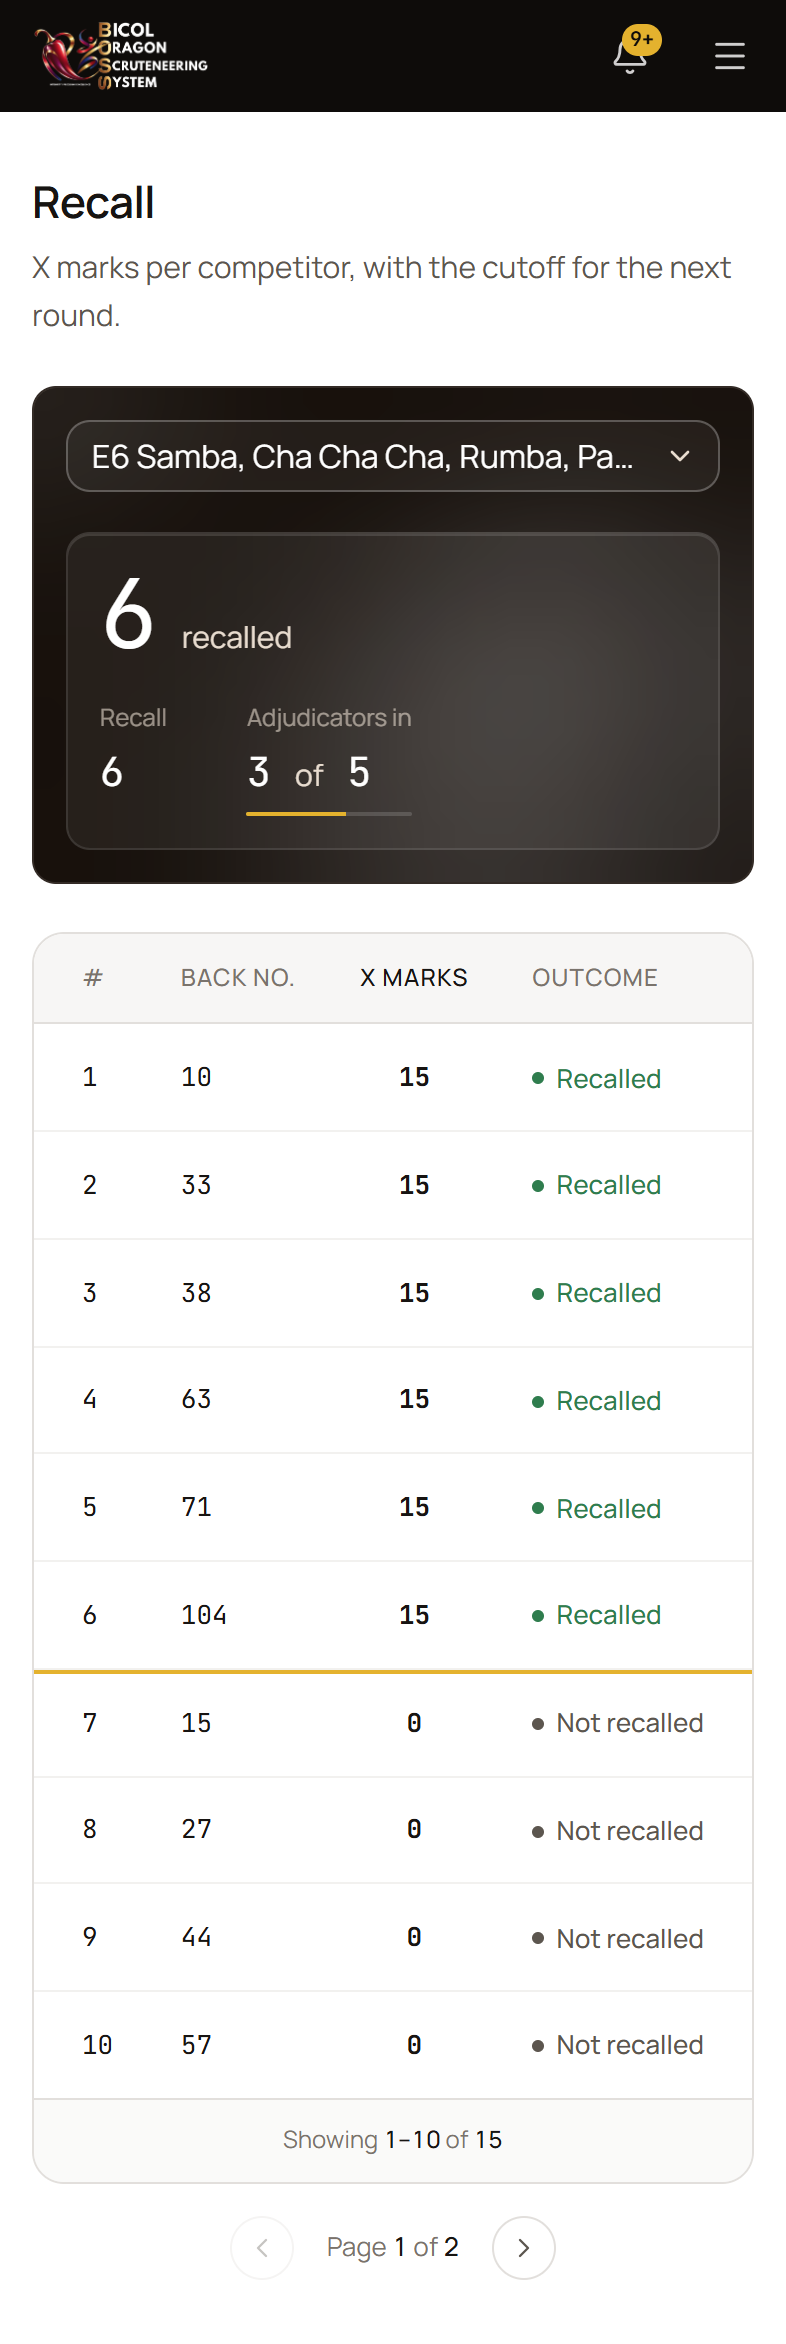 BICOL
DRAGON
SCRUTENEERING
SYSTEM
9+
Recall
X marks per competitor, with the cutoff for the next
round.
E6 Samba, Cha Cha Cha, Rumba, Pa...
6 recalled
Recall Adjudicators in
6 3 of 5
# BACK NO. X MARKS OUTCOME
1 10 15 Recalled
2 33 15 Recalled
3 38 15 Recalled
4 63 15 Recalled
5 71 15 Recalled
6 104 15 Recalled
7 15 0 Not recalled
8 27 0 Not recalled
9 44 0 Not recalled
10 57 0 Not recalled
Showing 1–10 of 15
Page 1 of 2